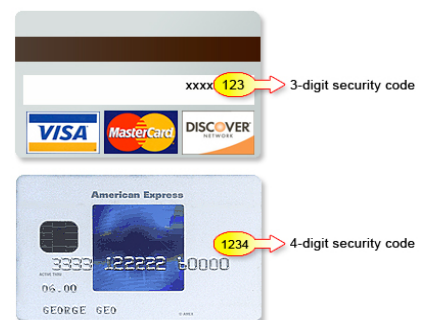 xxxx 123
3-digit security code
VISA MasterCard DISCOVER
NETWORK
American Express
1234
4-digit security code
3333 122222 60000
06.00
GEORGE GEO